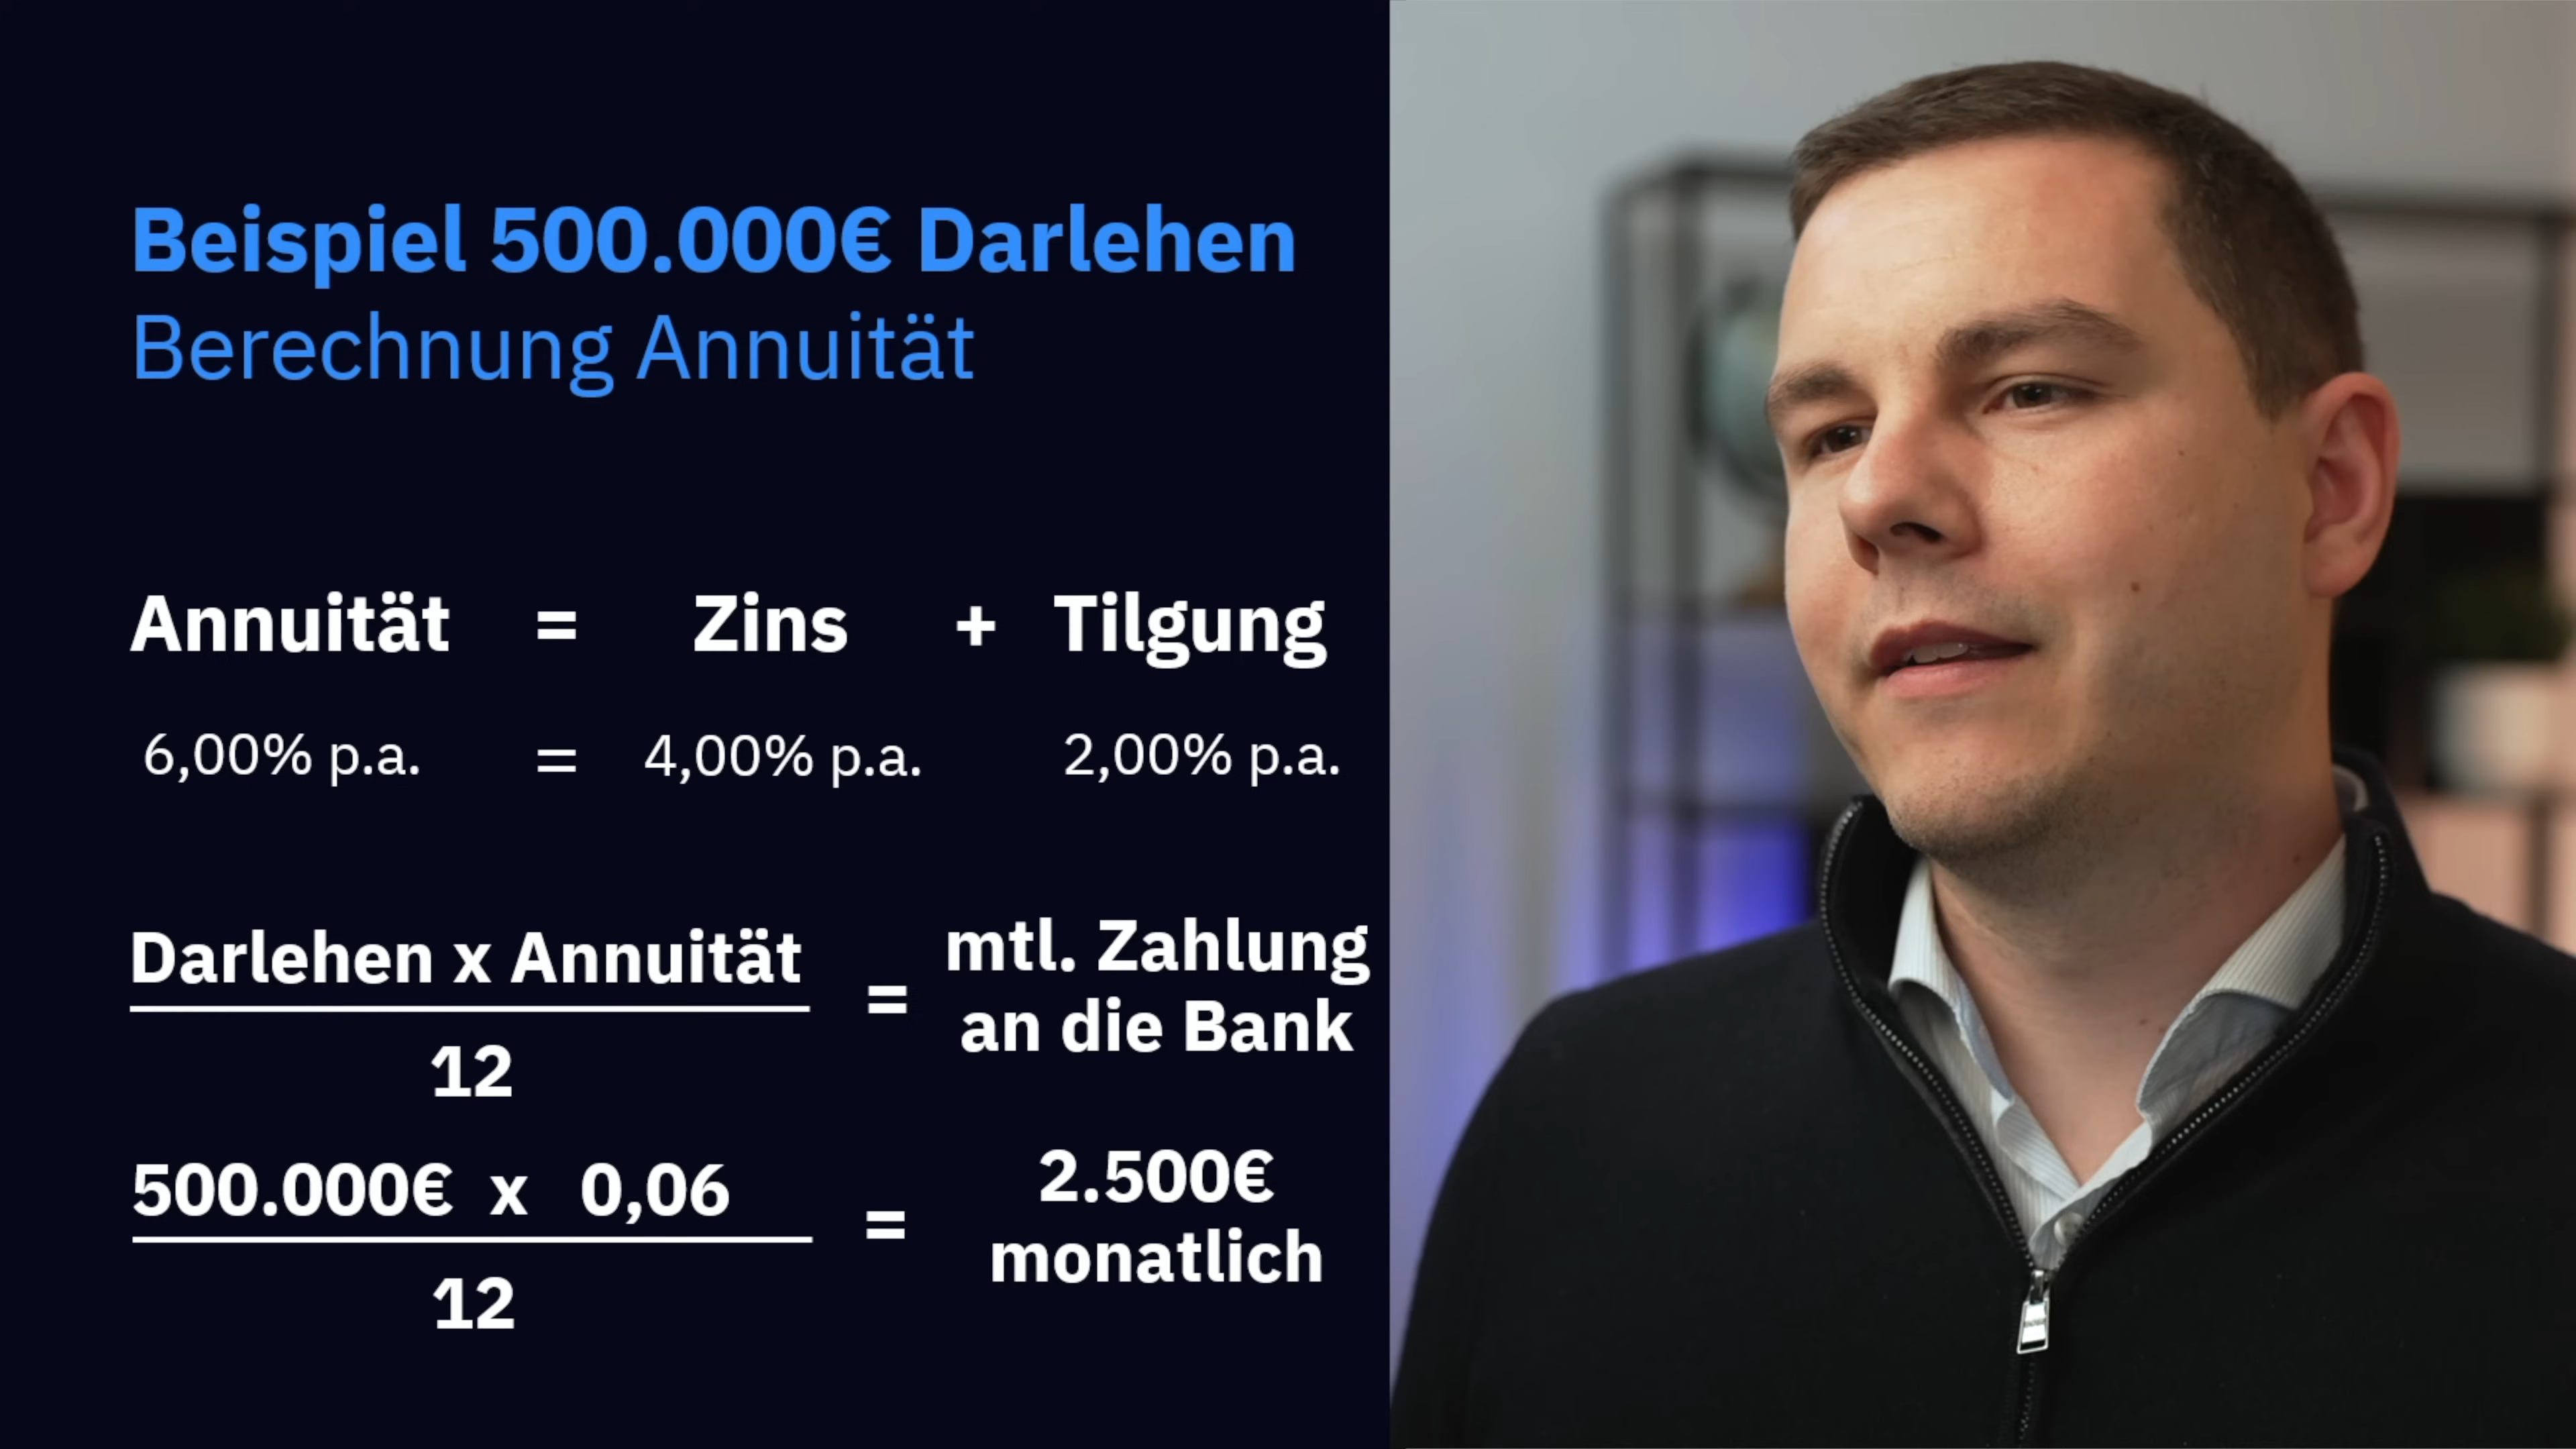 Beispiel 500.000€ Darlehen
Berechnung Annuität
Annuität = Zins + Tilgung
6,00% p.a. = 4,00% p.a. 2,00% p.a.
Darlehen x Annuität
12
= mtl. Zahlung
an die Bank
500.000€ x 0,06
12
= 2.500€
monatlich